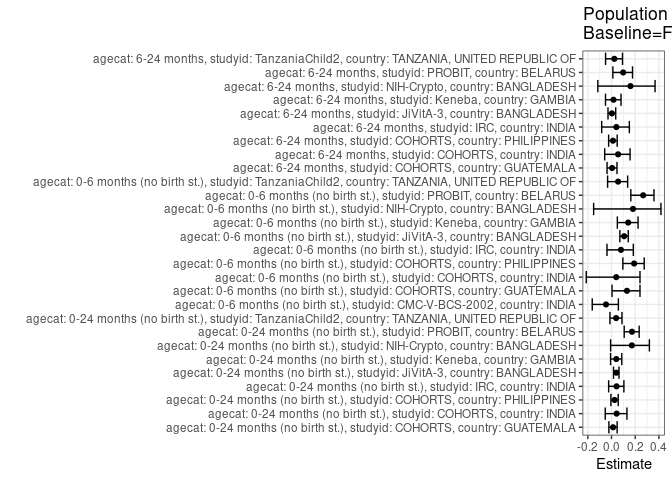 Population
Baseline=F
agecat: 6-24 months, studyid: TanzaniaChild2, country: TANZANIA, UNITED REPUBLIC OF
agecat: 6-24 months, studyid: PROBIT, country: BELARUS
agecat: 6-24 months, studyid: NIH-Crypto, country: BANGLADESH
agecat: 6-24 months, studyid: Keneba, country: GAMBIA
agecat: 6-24 months, studyid: JiVitA-3, country: BANGLADESH
agecat: 6-24 months, studyid: IRC, country: INDIA
agecat: 6-24 months, studyid: COHORTS, country: PHILIPPINES
agecat: 6-24 months, studyid: COHORTS, country: INDIA
agecat: 6-24 months, studyid: COHORTS, country: GUATEMALA
agecat: 0-6 months (no birth st.), studyid: TanzaniaChild2, country: TANZANIA, UNITED REPUBLIC OF
agecat: 0-6 months (no birth st.), studyid: PROBIT, country: BELARUS
agecat: 0-6 months (no birth st.), studyid: NIH-Crypto, country: BANGLADESH
agecat: 0-6 months (no birth st.), studyid: Keneba, country: GAMBIA
agecat: 0-6 months (no birth st.), studyid: JiVitA-3, country: BANGLADESH
agecat: 0-6 months (no birth st.), studyid: IRC, country: INDIA
agecat: 0-6 months (no birth st.), studyid: COHORTS, country: PHILIPPINES
agecat: 0-6 months (no birth st.), studyid: COHORTS, country: INDIA
agecat: 0-6 months (no birth st.), studyid: COHORTS, country: GUATEMALA
agecat: 0-6 months (no birth st.), studyid: CMC-V-BCS-2002, country: INDIA
agecat: 0-24 months (no birth st.), studyid: TanzaniaChild2, country: TANZANIA, UNITED REPUBLIC OF
agecat: 0-24 months (no birth st.), studyid: PROBIT, country: BELARUS
agecat: 0-24 months (no birth st.), studyid: NIH-Crypto, country: BANGLADESH
agecat: 0-24 months (no birth st.), studyid: Keneba, country: GAMBIA
agecat: 0-24 months (no birth st.), studyid: JiVitA-3, country: BANGLADESH
agecat: 0-24 months (no birth st.), studyid: IRC, country: INDIA
agecat: 0-24 months (no birth st.), studyid: COHORTS, country: PHILIPPINES
agecat: 0-24 months (no birth st.), studyid: COHORTS, country: INDIA
agecat: 0-24 months (no birth st.), studyid: COHORTS, country: GUATEMALA
-0.2 0.0 0.2 0.4
Estimate